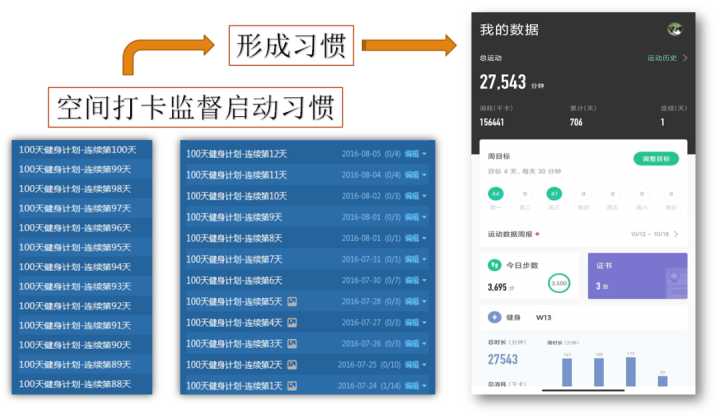 形成习惯
空间打卡监督启动习惯
100天健身计划-连续第100天
100天健身计划-连续第99天
100天健身计划-连续第98天
100天健身计划-连续第97天
100天健身计划-连续第96天
100天健身计划-连续第95天
100天健身计划-连续第94天
100天健身计划-连续第93天
100天健身计划-连续第92天
100天健身计划-连续第91天
100天健身计划-连续第90天
100天健身计划-连续第89天
100天健身计划-连续第88天
100天健身计划-连续第12天 2016-08-05 (0/4) 编辑
100天健身计划-连续第11天 2016-08-04 (0/4) 编辑
100天健身计划-连续第10天 2016-08-02 (0/3) 编辑
100天健身计划-连续第9天 2016-08-01 (0/3) 编辑
100天健身计划-连续第8天 2016-08-01 (0/1) 编辑
100天健身计划-连续第7天 2016-07-31 (0/1) 编辑
100天健身计划-连续第6天 2016-07-30 (0/7) 编辑
100天健身计划-连续第5天 2016-07-28 (0/3) 编辑
100天健身计划-连续第4天 2016-07-27 (0/3) 编辑
100天健身计划-连续第3天 2016-07-26 (0/3) 编辑
100天健身计划-连续第2天 2016-07-25 (0/10) 编辑
100天健身计划-连续第1天 2016-07-24 (1/14) 编辑
我的数据
总运动 运动历史
27,543 分钟
消耗(千卡) 累计(天) 连续(天)
156441 706 1
周目标 调整目标
目标 4 天，每天 30 分钟
周一 周二 周三 周四 周五 周六 周日
运动数据周报 10/12 - 10/18
今日步数 证书
3,695 步 3 张
健身 W13
总时长 (分钟) 周时长 (分钟)
27543
总消耗 (千卡)